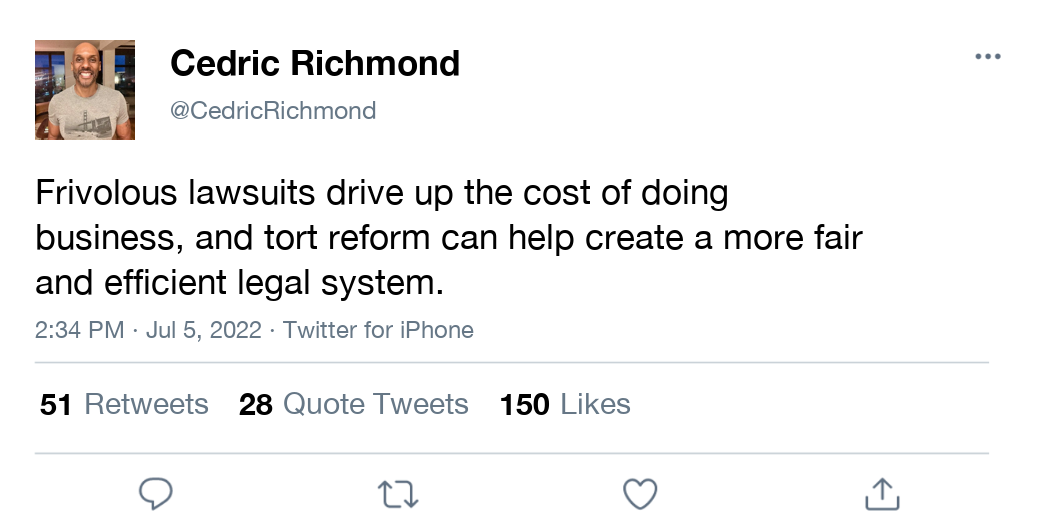 Cedric Richmond
@CedricRichmond
Frivolous lawsuits drive up the cost of doing
business, and tort reform can help create a more fair
and efficient legal system.
2:34 PM · Jul 5, 2022 · Twitter for iPhone
51 Retweets 28 Quote Tweets 150 Likes